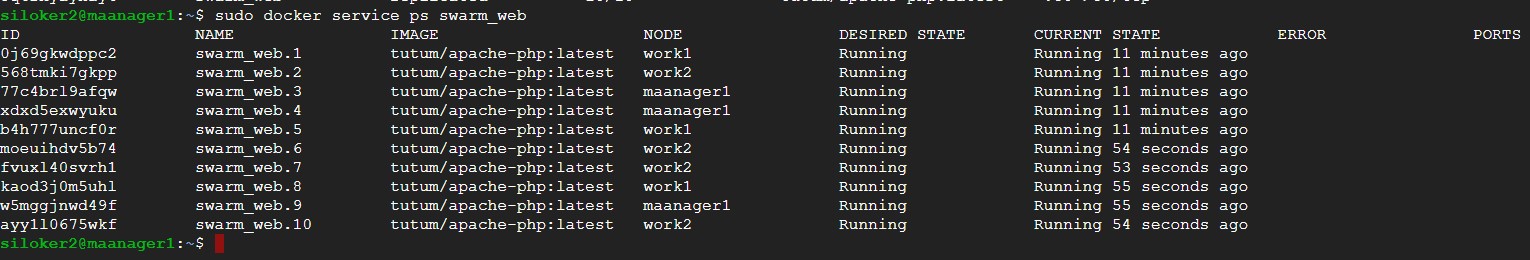 siloker2@maanager1:~$ sudo docker service ps swarm_web
ID NAME IMAGE NODE DESIRED STATE CURRENT STATE ERROR PORTS
0j69gkwdppc2 swarm_web.1 tutum/apache-php:latest work1 Running Running 11 minutes ago
568tmki7gkpp swarm_web.2 tutum/apache-php:latest work2 Running Running 11 minutes ago
77c4brl9afqw swarm_web.3 tutum/apache-php:latest maanager1 Running Running 11 minutes ago
xdxd5exwyuku swarm_web.4 tutum/apache-php:latest maanager1 Running Running 11 minutes ago
b4h777uncf0r swarm_web.5 tutum/apache-php:latest work1 Running Running 11 minutes ago
moeuihdv5b74 swarm_web.6 tutum/apache-php:latest work2 Running Running 54 seconds ago
fvuxl40svrh1 swarm_web.7 tutum/apache-php:latest work2 Running Running 53 seconds ago
kaod3j0m5uhl swarm_web.8 tutum/apache-php:latest work1 Running Running 55 seconds ago
w5mggjnwd49f swarm_web.9 tutum/apache-php:latest maanager1 Running Running 55 seconds ago
ayy1l0675wkf swarm_web.10 tutum/apache-php:latest work2 Running Running 54 seconds ago
siloker2@maanager1:~$